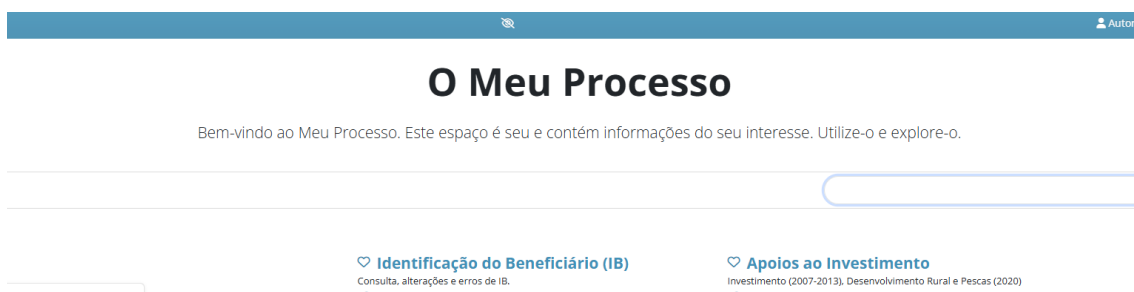 Autor
O Meu Processo
Bem-vindo ao Meu Processo. Este espaço é seu e contém informações do seu interesse. Utilize-o e explore-o.
Identificação do Beneficiário (IB)
Consulta, alterações e erros de IB.
Apoios ao Investimento
Investimento (2007-2013), Desenvolvimento Rural e Pescas (2020)